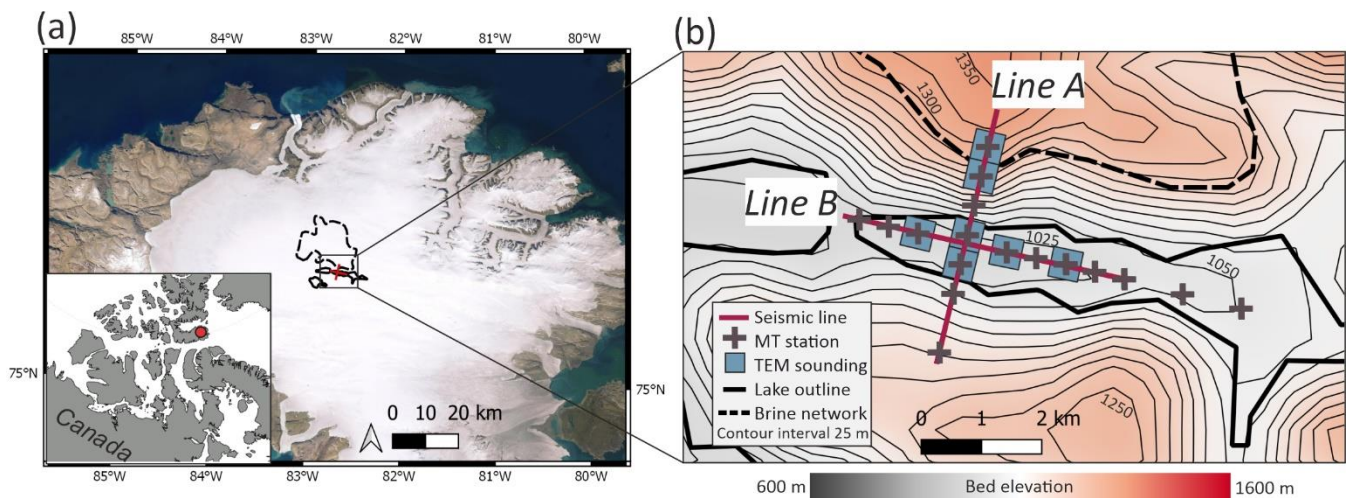 (a)
85°W 84°W 83°W 82°W 81°W 80°W
75°N
75°N
Canada
0 10 20 km
85°W 84°W 83°W 82°W 81°W 80°W
(b)
1350
1300
Line A
Line B
1025
1050
1250
Seismic line
MT station
TEM sounding
Lake outline
Brine network
Contour interval 25 m
0 1 2 km
600 m Bed elevation 1600 m